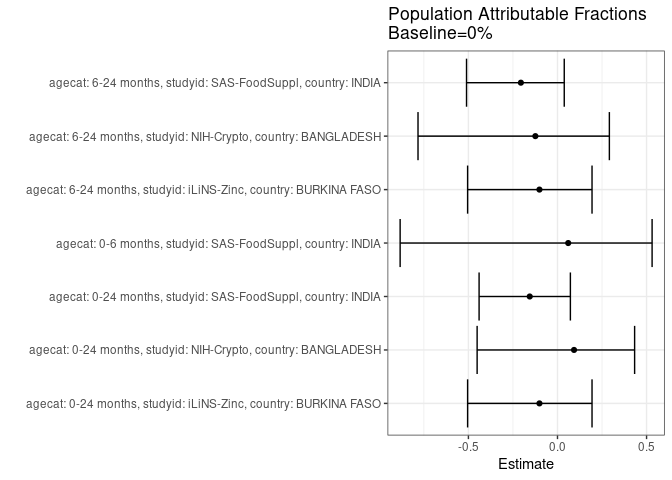 Population Attributable Fractions
Baseline=0%
agecat: 6-24 months, studyid: SAS-FoodSuppl, country: INDIA
agecat: 6-24 months, studyid: NIH-Crypto, country: BANGLADESH
agecat: 6-24 months, studyid: iLiNS-Zinc, country: BURKINA FASO
agecat: 0-6 months, studyid: SAS-FoodSuppl, country: INDIA
agecat: 0-24 months, studyid: SAS-FoodSuppl, country: INDIA
agecat: 0-24 months, studyid: NIH-Crypto, country: BANGLADESH
agecat: 0-24 months, studyid: iLiNS-Zinc, country: BURKINA FASO
-0.5 0.0 0.5
Estimate